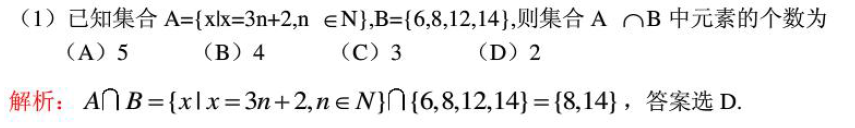 （1）已知集合 A={x|x=3n+2,n ∈N},B={6,8,12,14},则集合 A ∩B 中元素的个数为
（A）5 （B）4 （C）3 （D）2
解析： A∩B={x|x=3n+2,n∈N}∩{6,8,12,14}={8,14}，答案选 D.